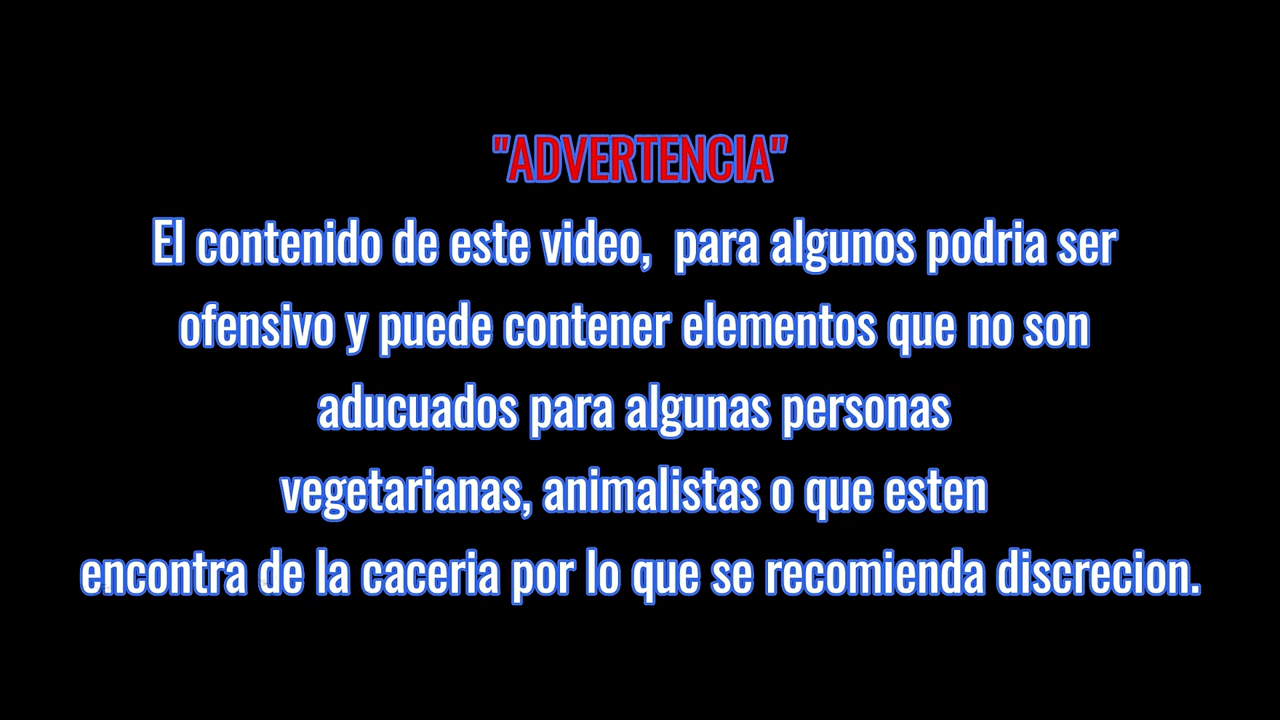 "ADVERTENCIA"
El contenido de este video,  para algunos podria ser
ofensivo y puede contener elementos que no son
aducuados para algunas personas
vegetarianas, animalistas o que esten
encontra de la caceria por lo que se recomienda discrecion.